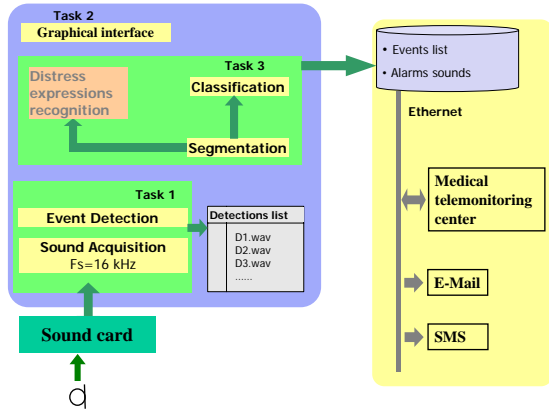 Task 2
Graphical interface
Task 3
Distress
expressions
recognition
Classification
Segmentation
Task 1
Event Detection
Sound Acquisition
Fs=16 kHz
Detections list
D1.wav
D2.wav
D3.wav
......
Sound card
• Events list
• Alarms sounds
Ethernet
Medical
telemonitoring
center
E-Mail
SMS